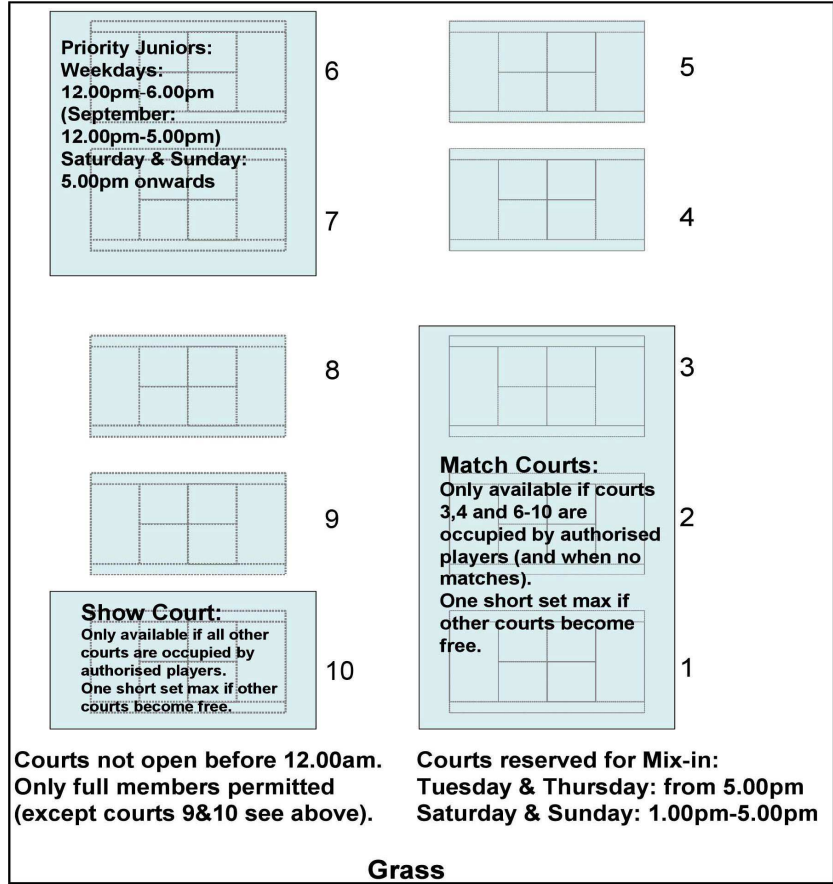 Priority Juniors:
Weekdays:
12.00pm-6.00pm
(September:
12.00pm-5.00pm)
Saturday & Sunday:
5.00pm onwards
6
7
5
4
8
9
3
Match Courts:
Only available if courts
3,4 and 6-10 are
occupied by authorised
players (and when no
matches).
One short set max if
other courts become
free.
2
1
Show Court:
Only available if all other
courts are occupied by
authorised players.
One short set max if other
courts become free.
10
Courts not open before 12.00am.
Only full members permitted
(except courts 9&10 see above).
Courts reserved for Mix-in:
Tuesday & Thursday: from 5.00pm
Saturday & Sunday: 1.00pm-5.00pm
Grass